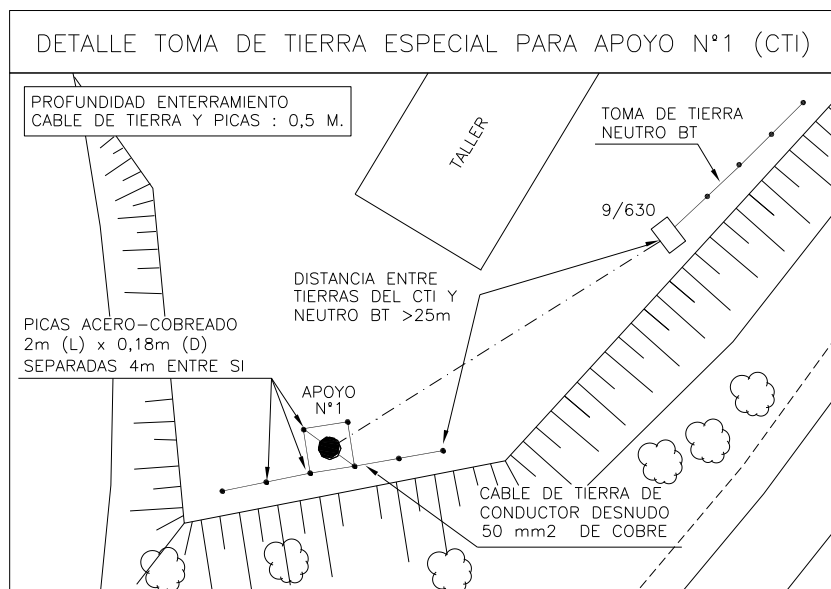 DETALLE TOMA DE TIERRA ESPECIAL PARA APOYO Nº1 (CTI)
PROFUNDIDAD ENTERRAMIENTO
CABLE DE TIERRA Y PICAS : 0,5 M.
TALLER
TOMA DE TIERRA
NEUTRO BT
9/630
DISTANCIA ENTRE
TIERRAS DEL CTI Y
NEUTRO BT >25m
PICAS ACERO-COBREADO
2m (L) x 0,18m (D)
SEPARADAS 4m ENTRE SI
APOYO
Nº1
CABLE DE TIERRA DE
CONDUCTOR DESNUDO
50 mm2 DE COBRE